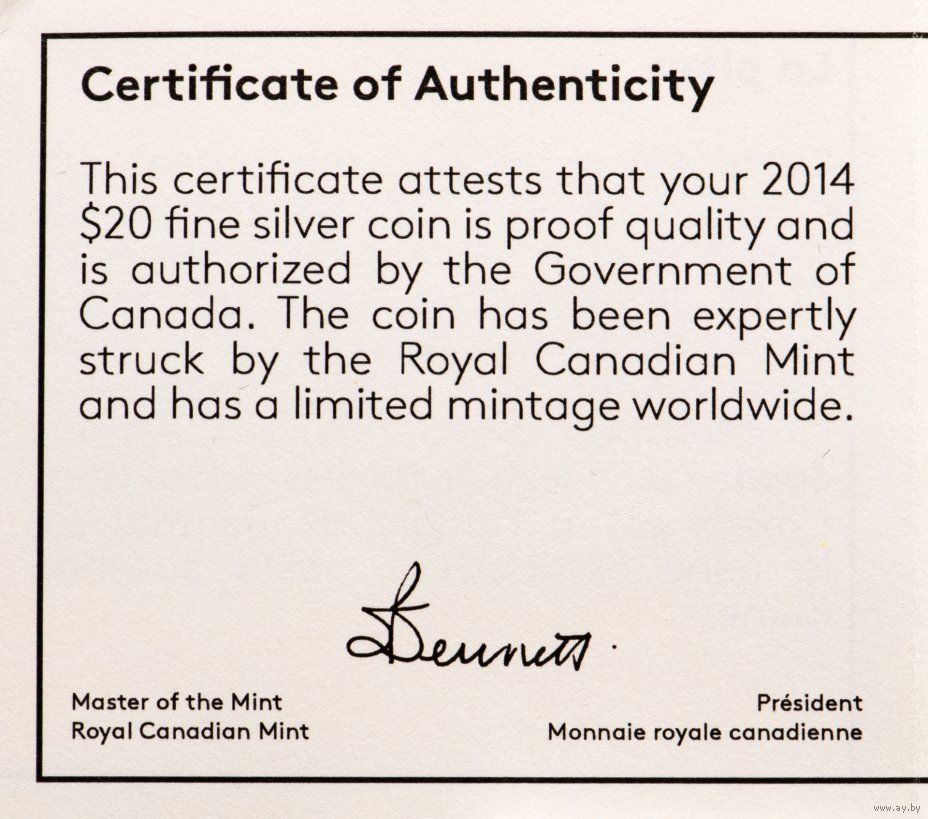 Certificate of Authenticity
This certificate attests that your 2014
$20 fine silver coin is proof quality and
is authorized by the Government of
Canada. The coin has been expertly
struck by the Royal Canadian Mint
and has a limited mintage worldwide.
Bennett
Master of the Mint
Royal Canadian Mint
Président
Monnaie royale canadienne
www.ay.by